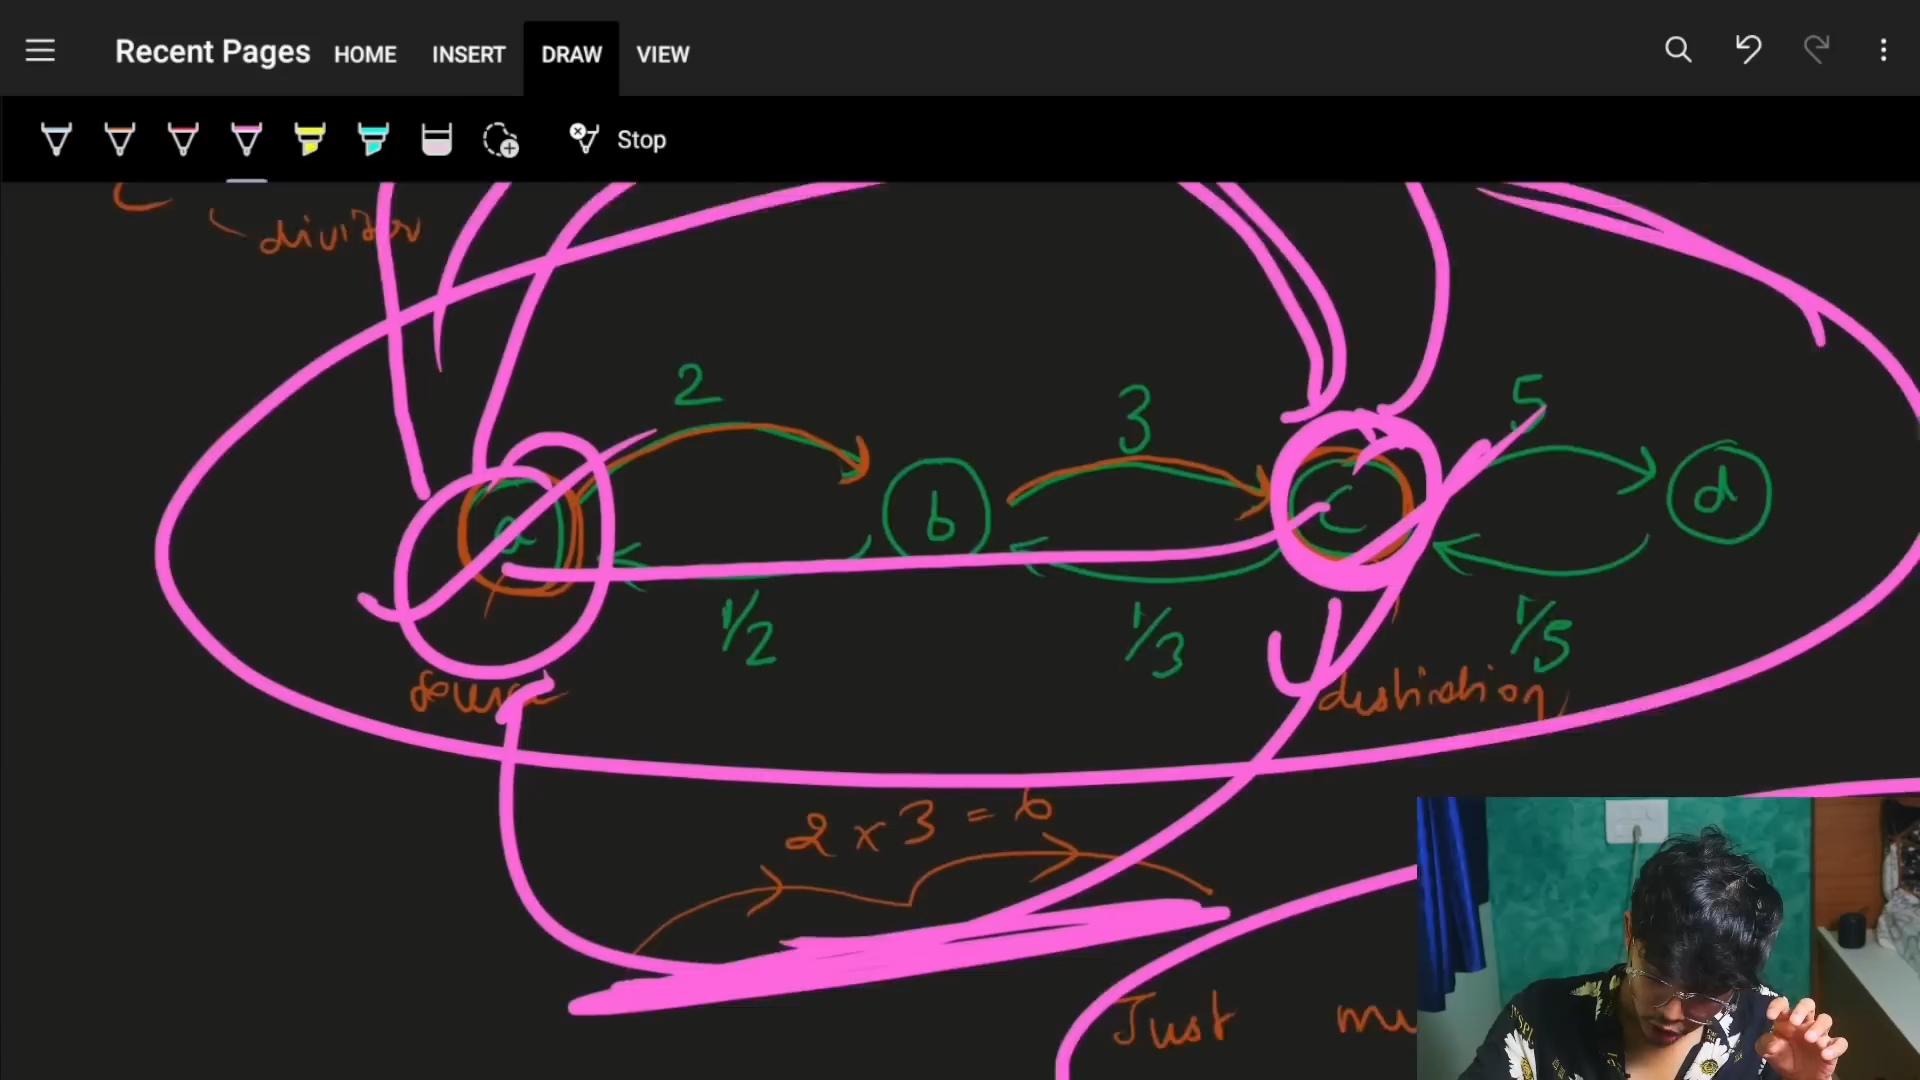 Recent Pages HOME INSERT DRAW VIEW
Stop
divider
2 3 5
a b c d
1/2 1/3 1/5
source destination
2 x 3 = 6
Just